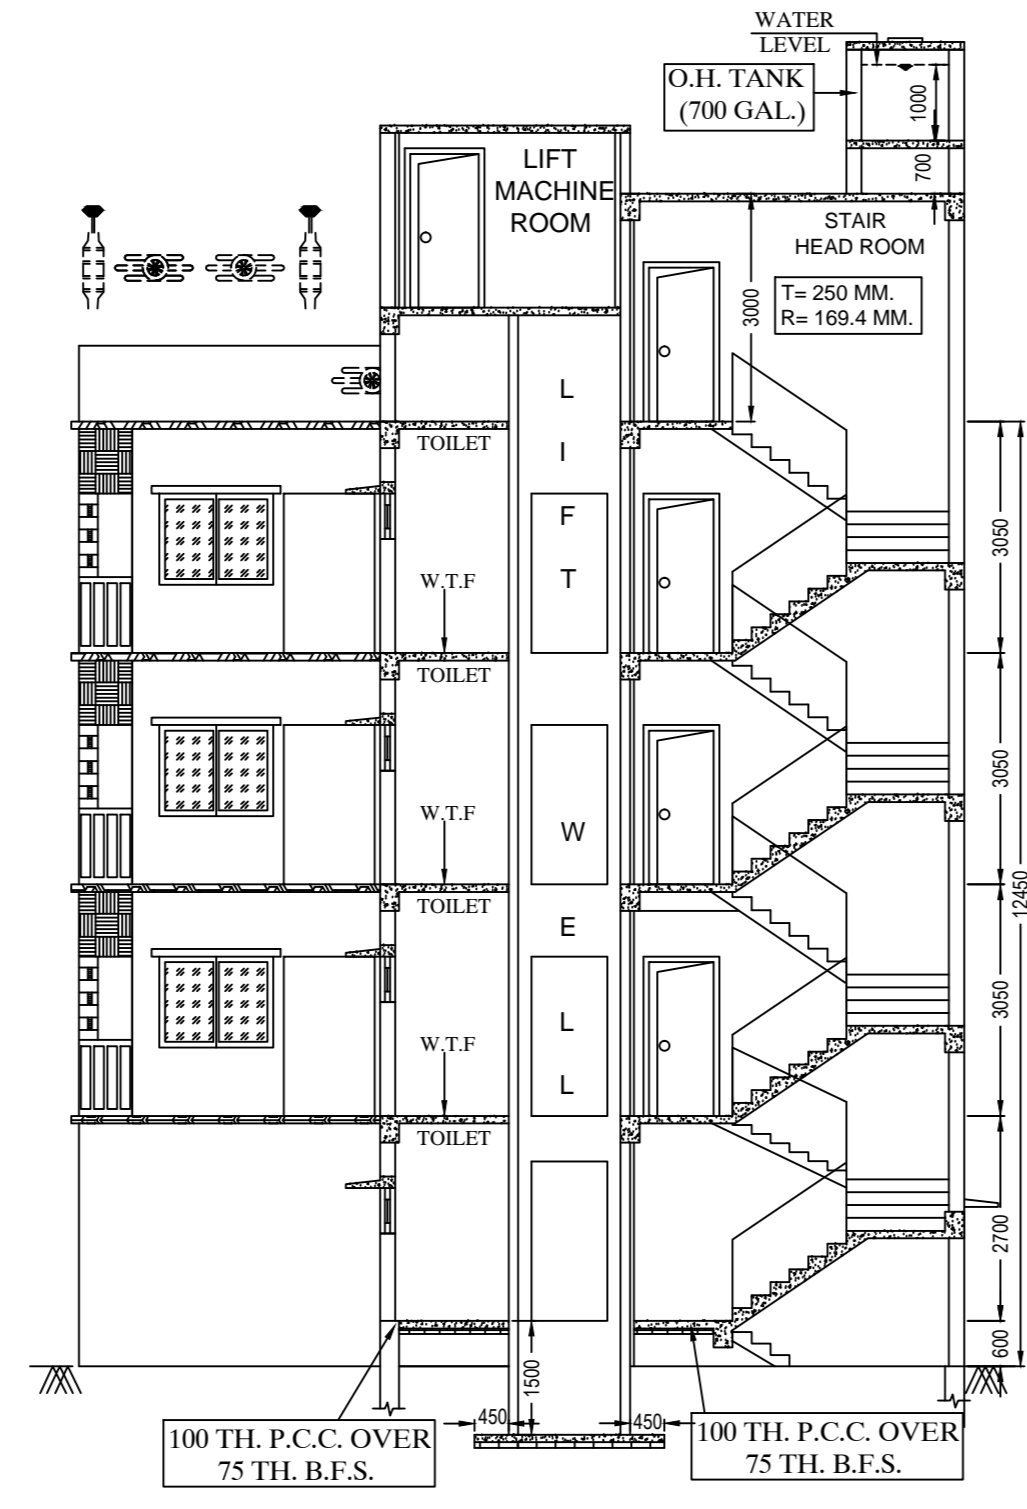 WATER
LEVEL
O.H. TANK
(700 GAL.)
1000
700
LIFT
MACHINE
ROOM
STAIR
HEAD ROOM
T= 250 MM.
R= 169.4 MM.
3000
L
I
F
T
W
E
L
L
TOILET
W.T.F
3050
TOILET
W.T.F
3050
TOILET
W.T.F
3050
12450
TOILET
2700
600
1500
450
450
100 TH. P.C.C. OVER
75 TH. B.F.S.
100 TH. P.C.C. OVER
75 TH. B.F.S.